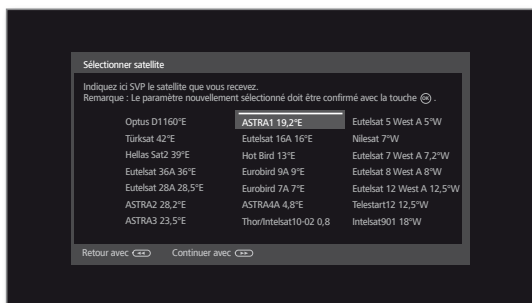 Sélectionner satellite
Indiquez ici SVP le satellite que vous recevez.
Remarque : Le paramètre nouvellement sélectionné doit être confirmé avec la touche OK .
Optus D1160°E
Türksat 42°E
Hellas Sat2 39°E
Eutelsat 36A 36°E
Eutelsat 28A 28,5°E
ASTRA2 28,2°E
ASTRA3 23,5°E
ASTRA1 19,2°E
Eutelsat 16A 16°E
Hot Bird 13°E
Eurobird 9A 9°E
Eurobird 7A 7°E
ASTRA4A 4,8°E
Thor/Intelsat10-02 0,8
Eutelsat 5 West A 5°W
Nilesat 7°W
Eutelsat 7 West A 7,2°W
Eutelsat 8 West A 8°W
Eutelsat 12 West A 12,5°W
Telestart12 12,5°W
Intelsat901 18°W
Retour avec Continuer avec